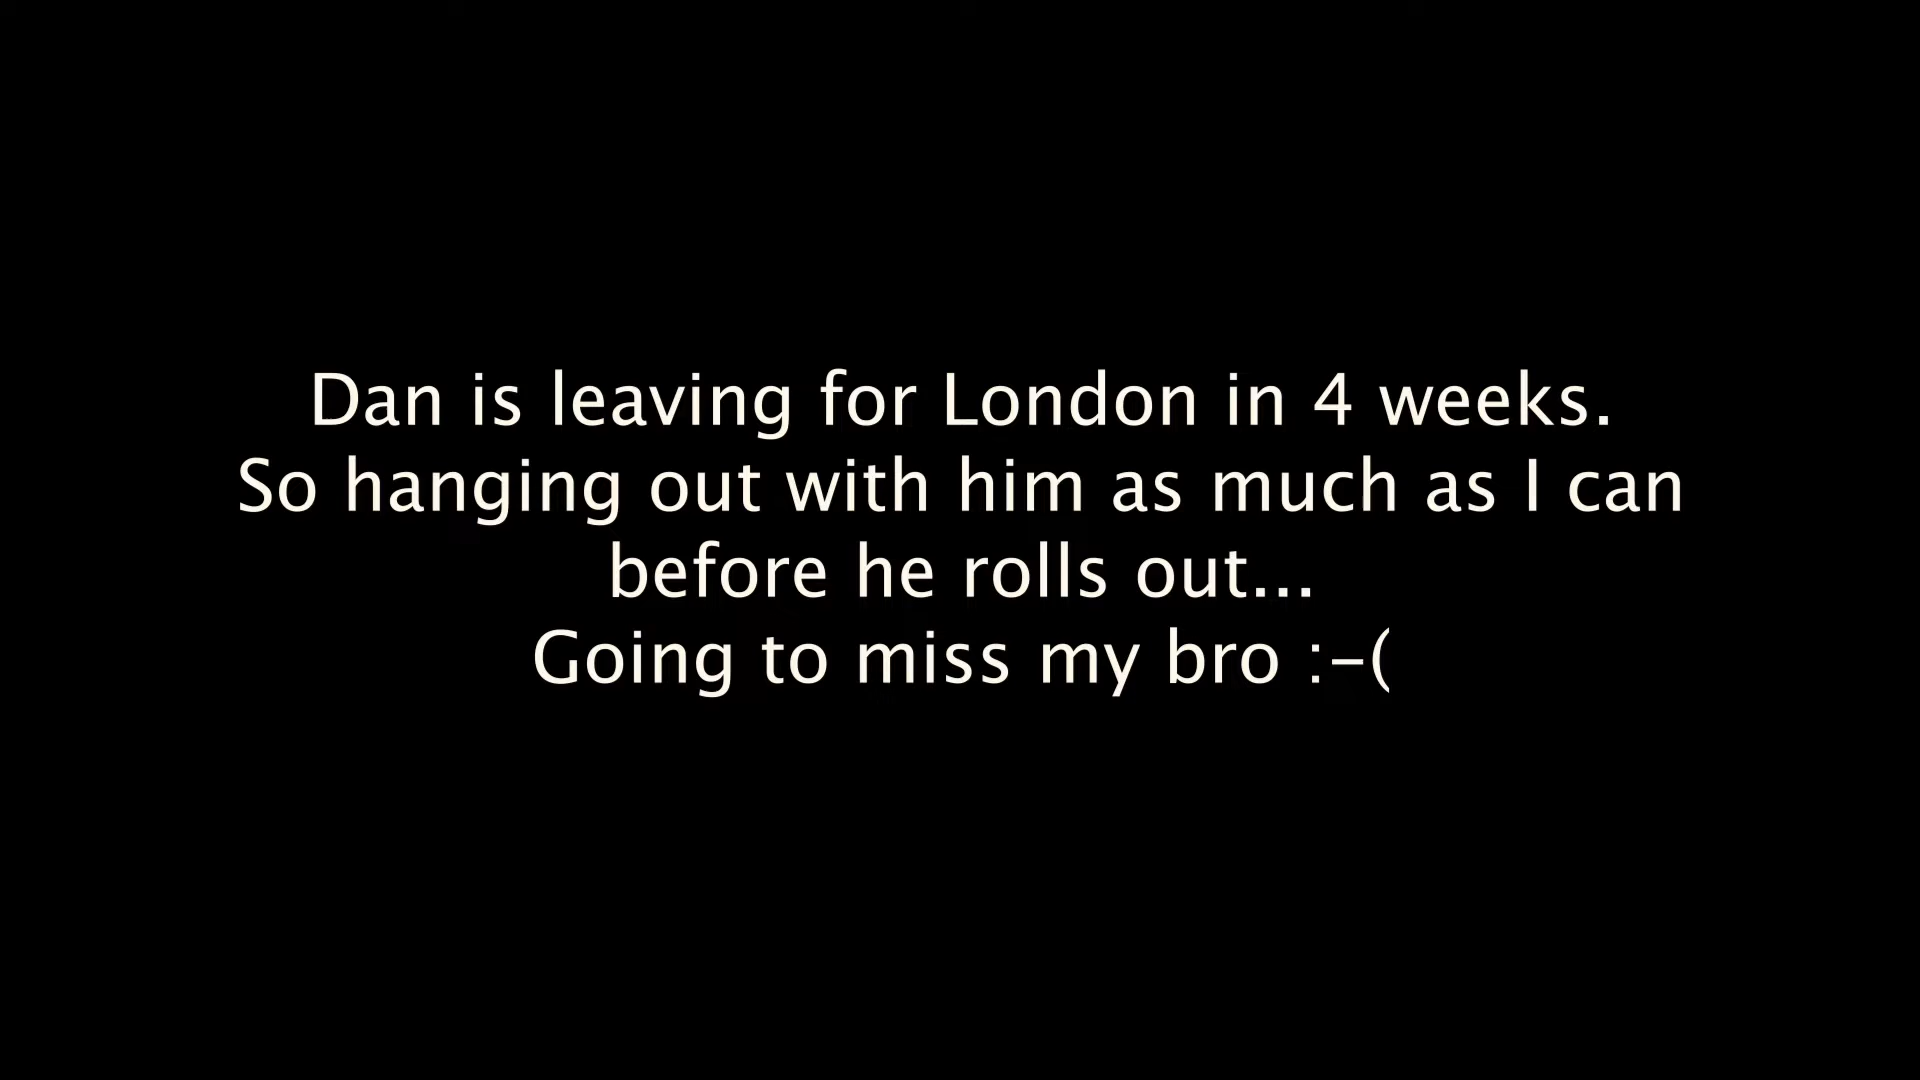 Dan is leaving for London in 4 weeks.
So hanging out with him as much as I can
before he rolls out...
Going to miss my bro :-(